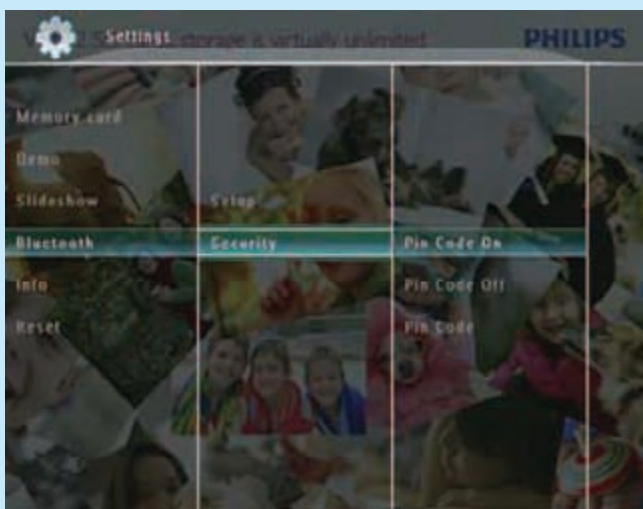 Settings
storage is virtually unlimited
PHILIPS
Memory card
Demo
Slideshow
Setup
Bluetooth
Security
Pin Code On
Info
Pin Code Off
Reset
Pin Code